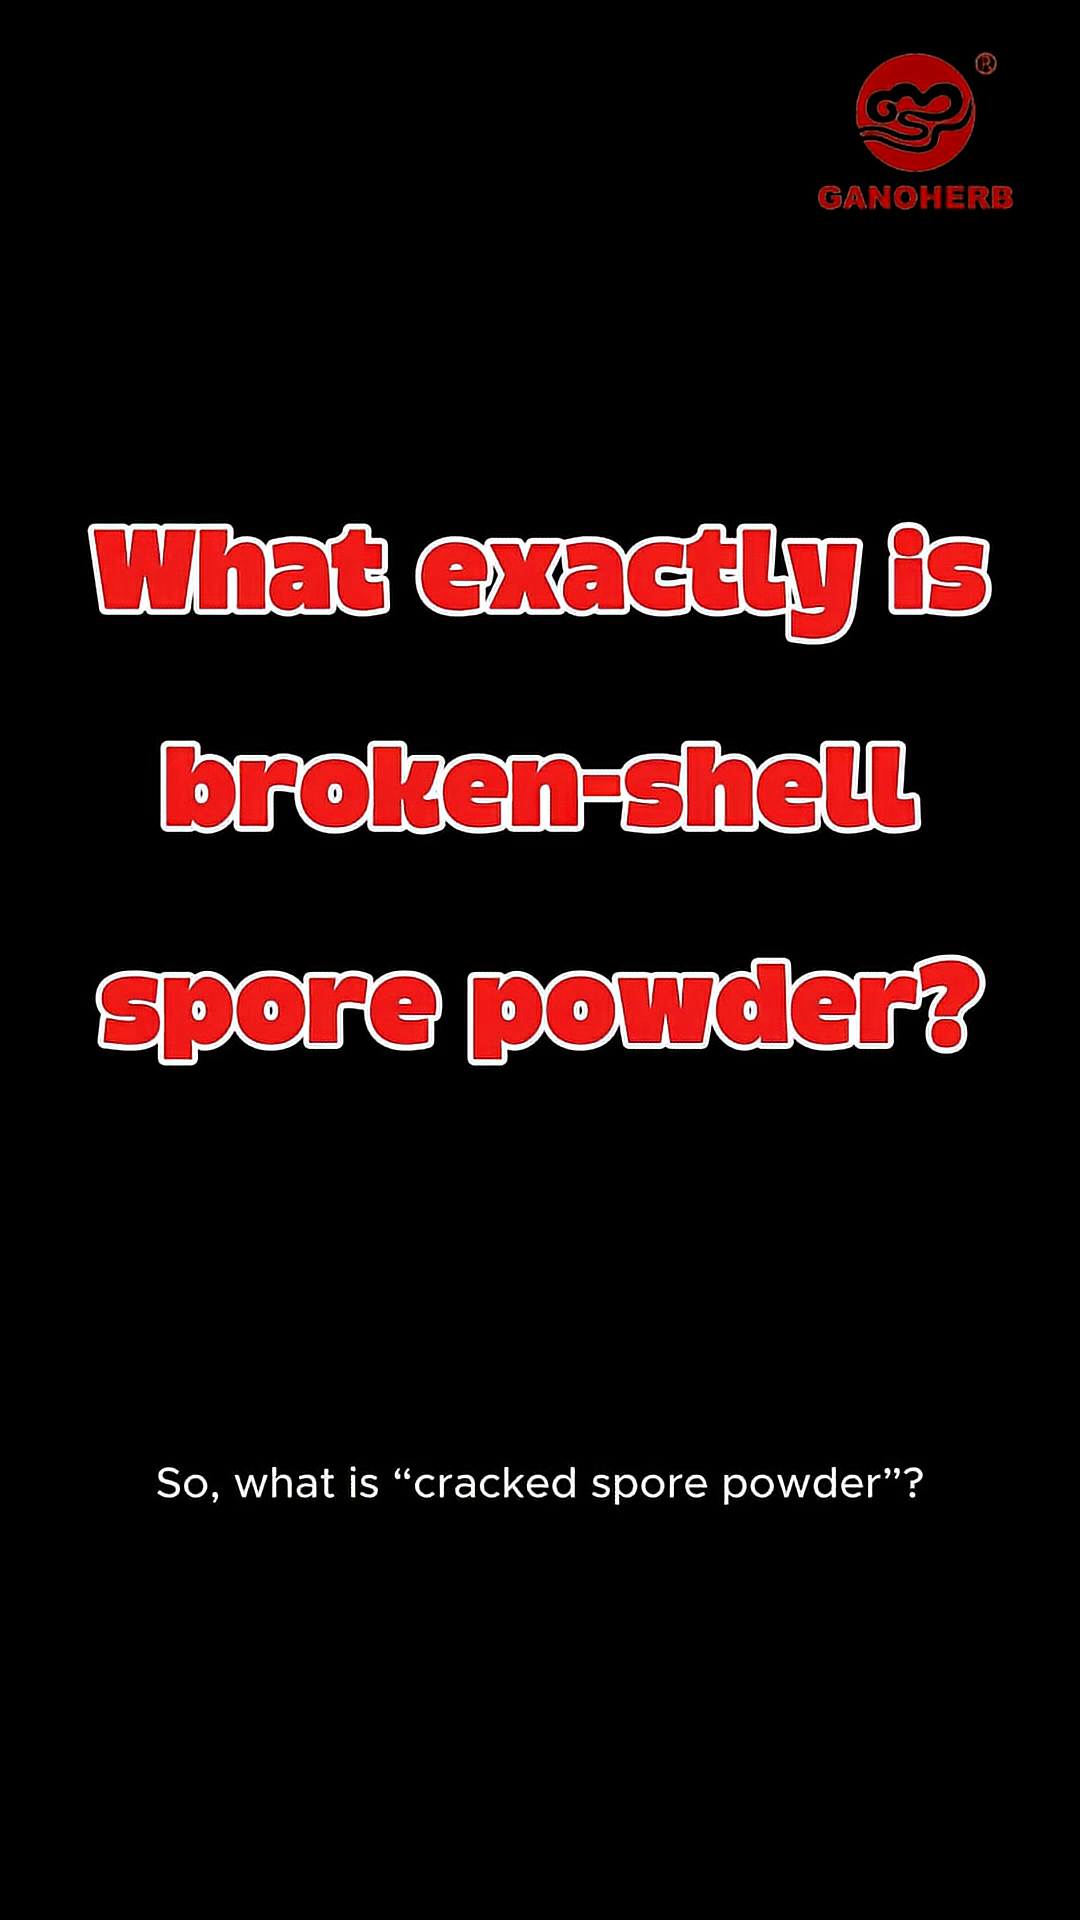 ®
GANOHERB
What exactly is
broken-shell
spore powder?
So, what is “cracked spore powder”?